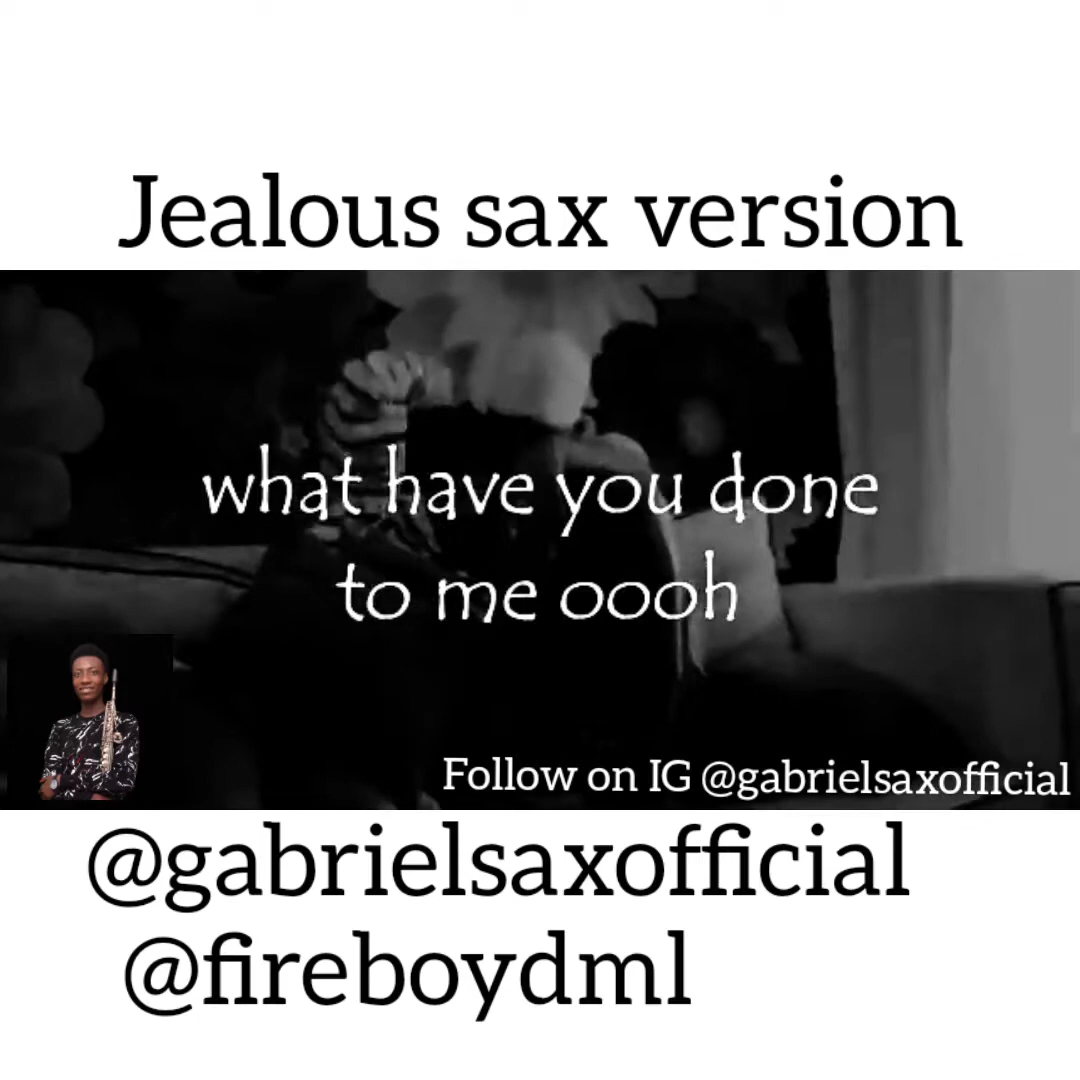 Jealous sax version
what have you done
to me oooh
Follow on IG @gabrielsaxofficial
@gabrielsaxofficial
@fireboydml